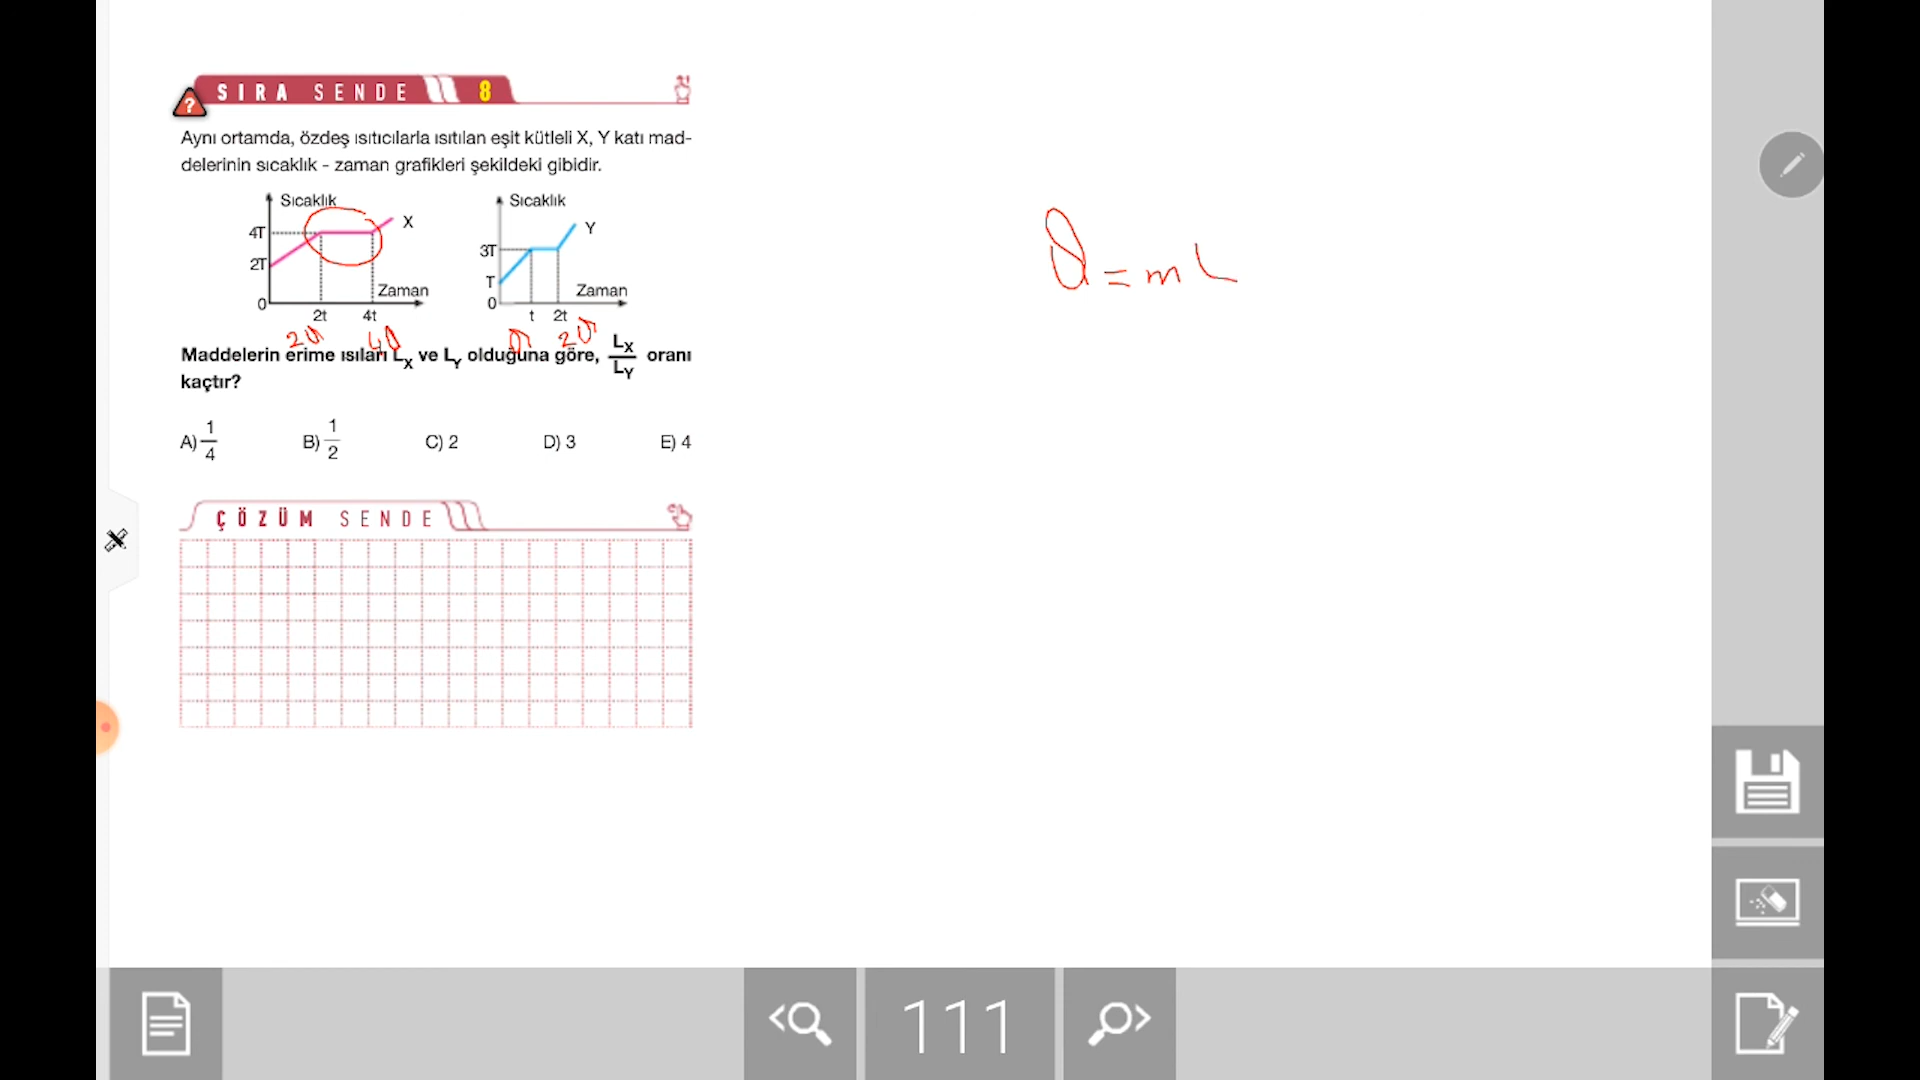 SIRA SENDE 8
?
Aynı ortamda, özdeş ısıtıcılarla ısıtılan eşit kütleli X, Y katı mad-
delerinin sıcaklık - zaman grafikleri şekildeki gibidir.
Sıcaklık
4T
2T
0
X
Zaman
2t 4t
Sıcaklık
3T
T
0
Y
Zaman
t 2t
Q = m L
Maddelerin erime ısıları LX ve LY olduğuna göre, LX/LY oranı
kaçtır?
A) 1/4 B) 1/2 C) 2 D) 3 E) 4
ÇÖZÜM SENDE
111